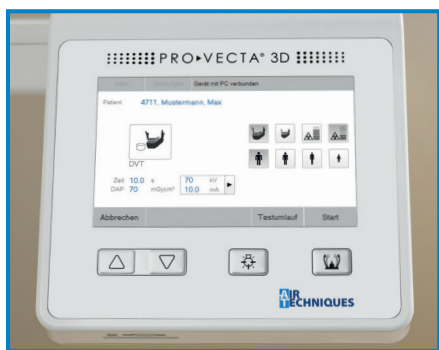 PRO▸VECTA® 3D
Gerät mit PC verbunden
Patient 4711, Mustermann, Max
DVT
Zeit 10.0 s 70 kV
DAP 70 mGycm² 10.0 mA
Abbrechen Testumlauf Start
AIR
TECHNIQUES